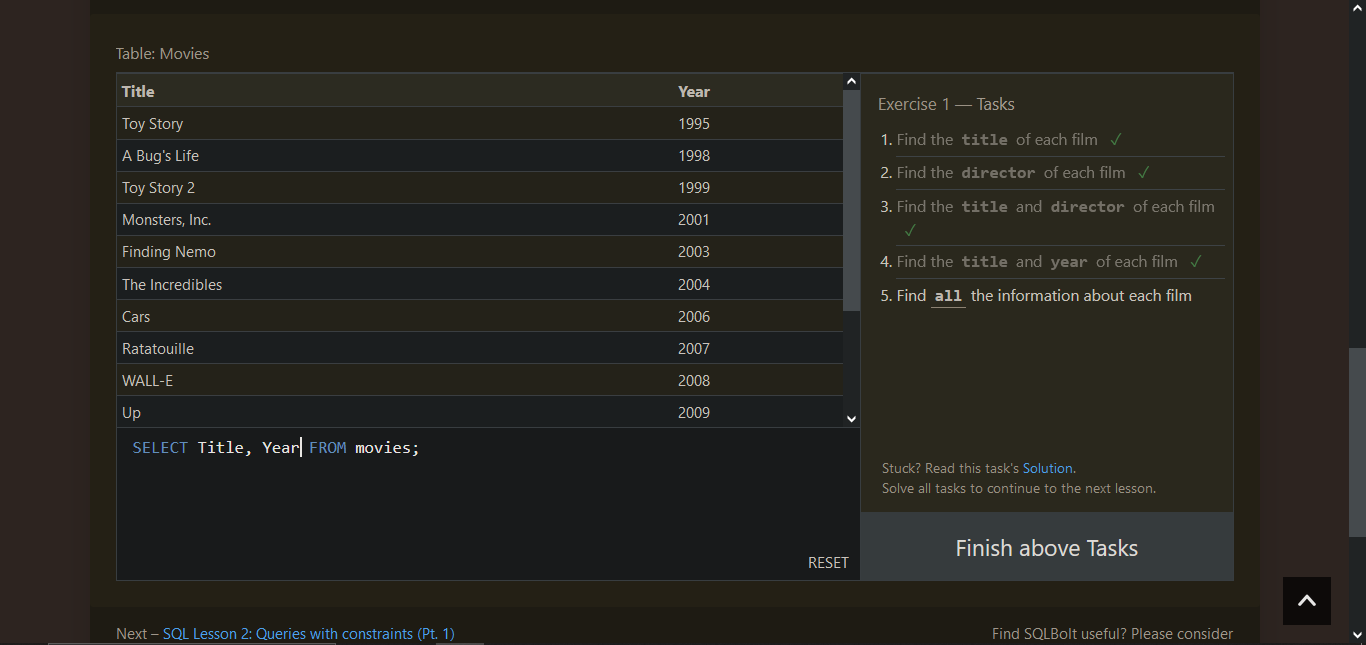 Table: Movies
Title Year
Toy Story 1995
A Bug's Life 1998
Toy Story 2 1999
Monsters, Inc. 2001
Finding Nemo 2003
The Incredibles 2004
Cars 2006
Ratatouille 2007
WALL-E 2008
Up 2009
SELECT Title, Year FROM movies;
RESET
Exercise 1 — Tasks
1. Find the title of each film ✓
2. Find the director of each film ✓
3. Find the title and director of each film
✓
4. Find the title and year of each film ✓
5. Find all the information about each film
Stuck? Read this task's Solution.
Solve all tasks to continue to the next lesson.
Finish above Tasks
Next – SQL Lesson 2: Queries with constraints (Pt. 1)
Find SQLBolt useful? Please consider